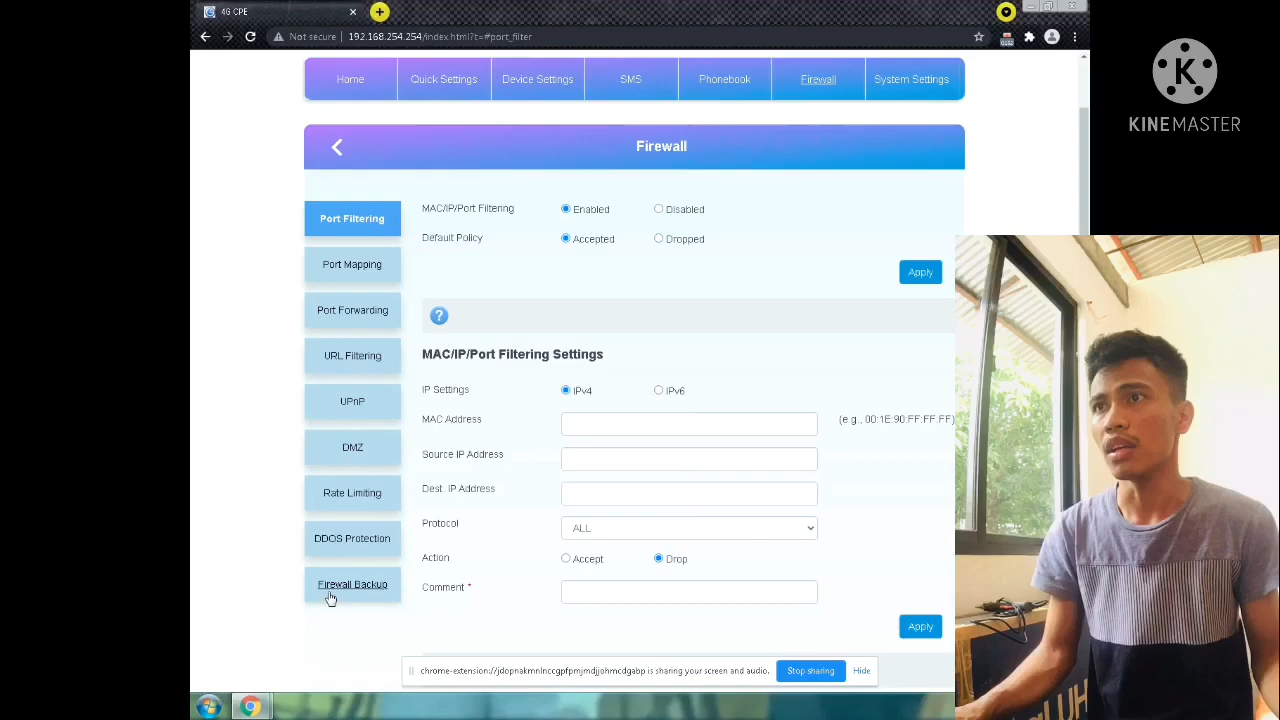 4G CPE
Not secure 192.168.254.254/index.html?t=#port_filter
Home Quick Settings Device Settings SMS Phonebook Firewall System Settings
K
KINEMASTER
Firewall
Port Filtering
Port Mapping
Port Forwarding
URL Filtering
UPnP
DMZ
Rate Limiting
DDOS Protection
Firewall Backup
MAC/IP/Port Filtering Enabled Disabled
Default Policy Accepted Dropped
Apply
?
MAC/IP/Port Filtering Settings
IP Settings IPv4 IPv6
MAC Address (e.g., 00:1E:90:FF:FF:FF)
Source IP Address
Dest. IP Address
Protocol ALL
Action Accept Drop
Comment *
Apply
chrome-extension://jdopnakmnlnccgpfpmjmdjjohmcdgabp is sharing your screen and audio. Stop sharing Hide